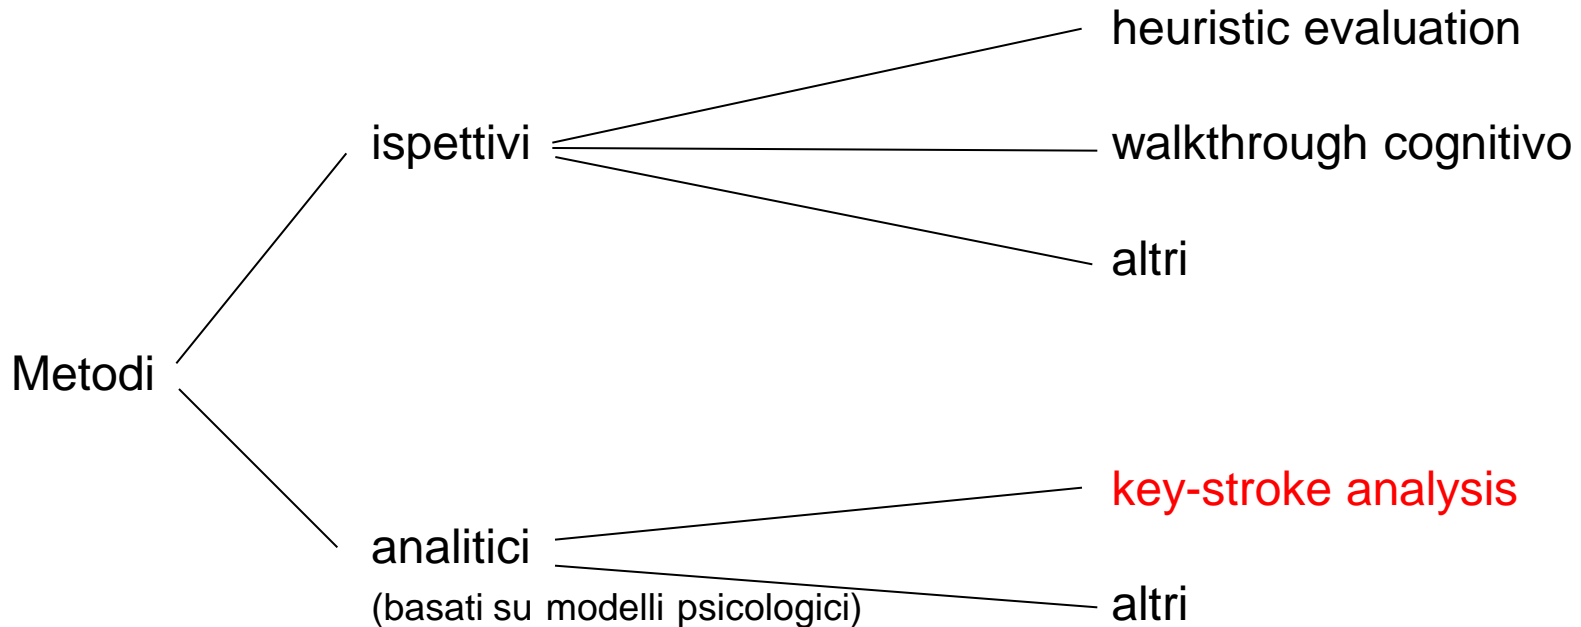 heuristic evaluation
ispettivi
walkthrough cognitivo
altri
Metodi
key-stroke analysis
analitici
(basati su modelli psicologici)
altri